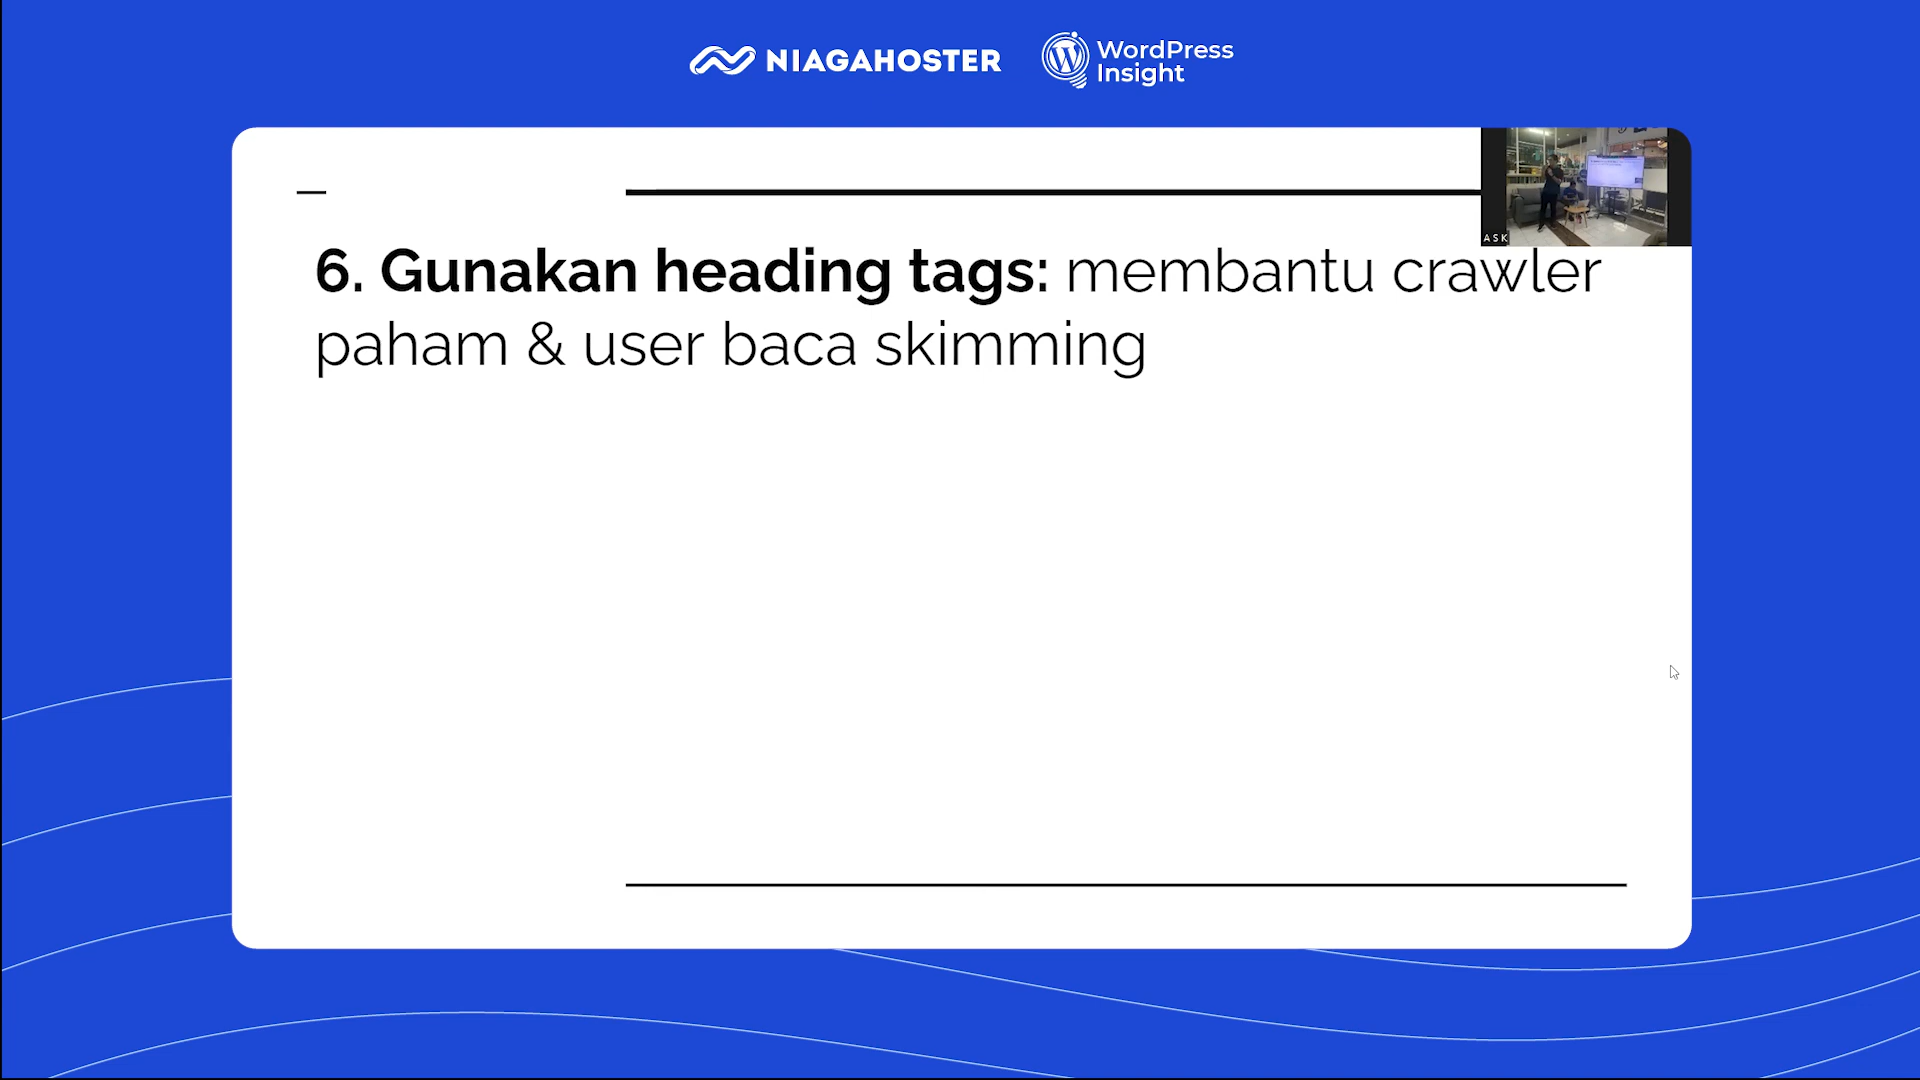 NIAGAHOSTER
WordPress
Insight
ASK
6. Gunakan heading tags: membantu crawler
paham & user baca skimming